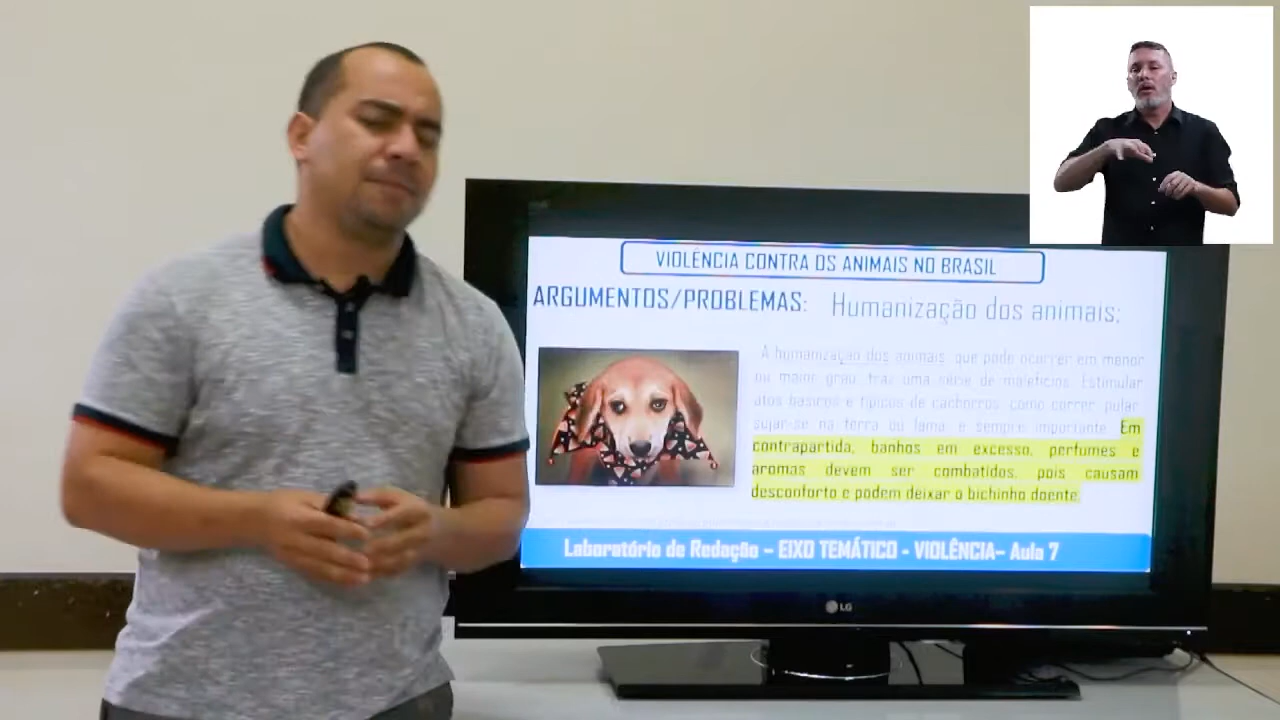 VIOLÊNCIA CONTRA OS ANIMAIS NO BRASIL
ARGUMENTOS/PROBLEMAS: Humanização dos animais:
A humanização dos animais, que pode ocorrer em menor
ou maior grau, traz uma série de malefícios. Estimular
atos básicos e típicos de cachorros, como correr, pular,
sujar-se na terra ou lama, é sempre importante. Em
contrapartida, banhos em excesso, perfumes e
aromas devem ser combatidos, pois causam
desconforto e podem deixar o bichinho doente.
Laboratório de Redação – EIXO TEMÁTICO - VIOLÊNCIA– Aula 7
LG